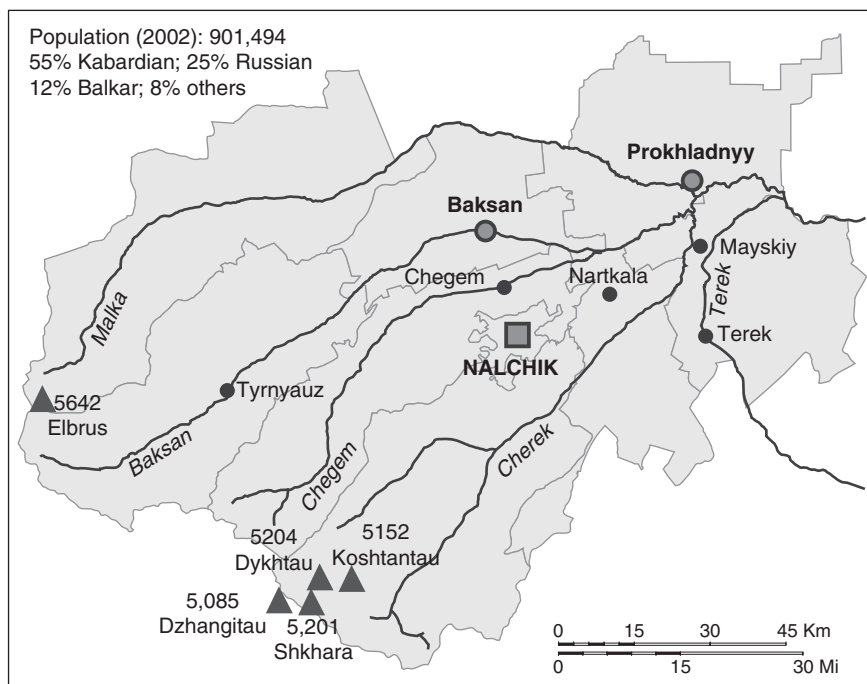 Population (2002): 901,494
55% Kabardian; 25% Russian
12% Balkar; 8% others
Prokhladnyy
Baksan
Mayskiy
Chegem
Nartkala
Terek
Malka
Terek
NALCHIK
5642
Elbrus
Tyrnyauz
Baksan
Chegem
Cherek
5204
Dykhtau
5152
Koshtantau
5,085
Dzhangitau
5,201
Shkhara
0 15 30 45 Km
0 15 30 Mi